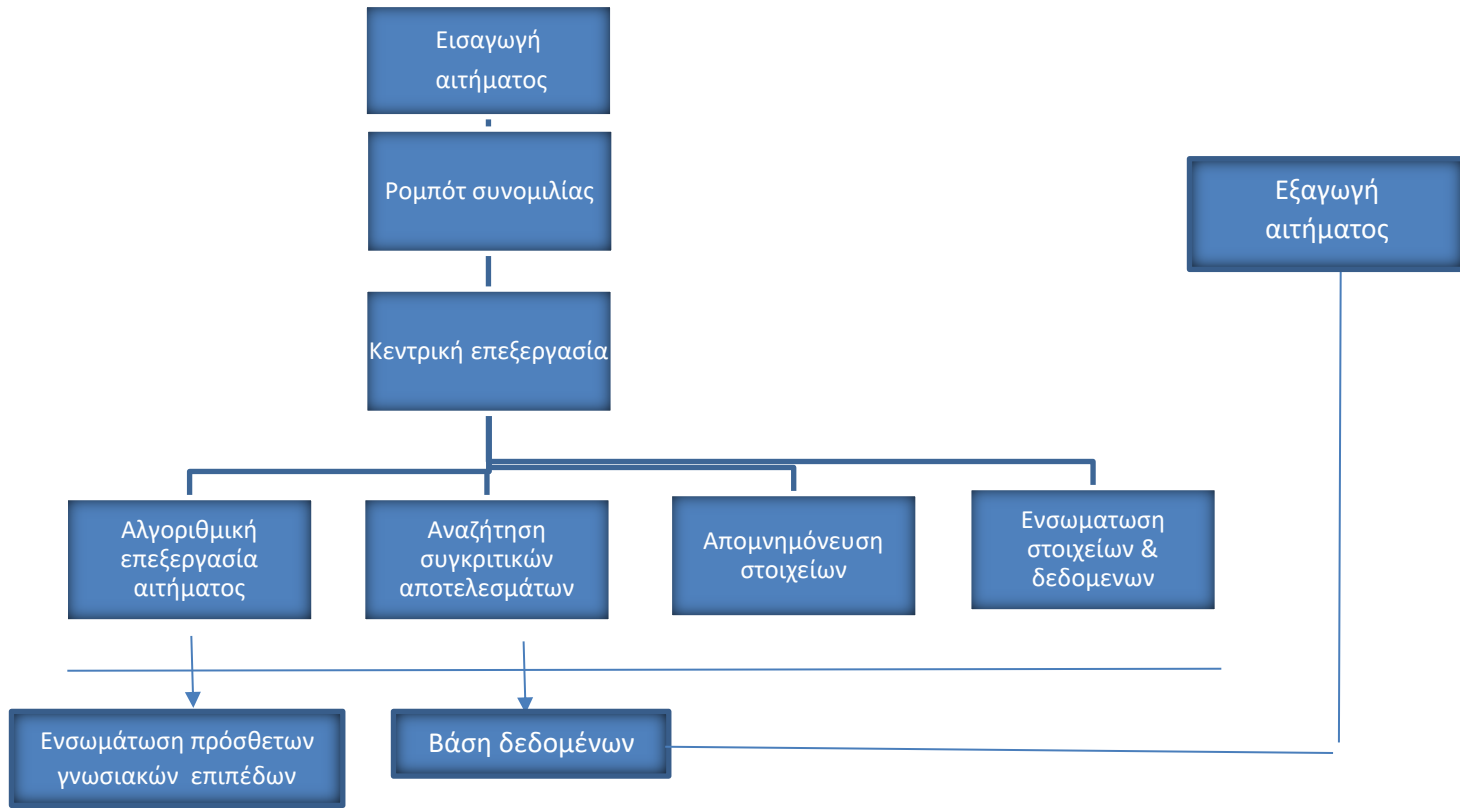 Εισαγωγή
αιτήματος
Ρομπότ συνομιλίας
Εξαγωγή
αιτήματος
Κεντρική επεξεργασία
Αλγοριθμική
επεξεργασία
αιτήματος
Αναζήτηση
συγκριτικών
αποτελεσμάτων
Απομνημόνευση
στοιχείων
Ενσωματωση
στοιχείων &
δεδομενων
Ενσωμάτωση πρόσθετων
γνωσιακών επιπέδων
Βάση δεδομένων